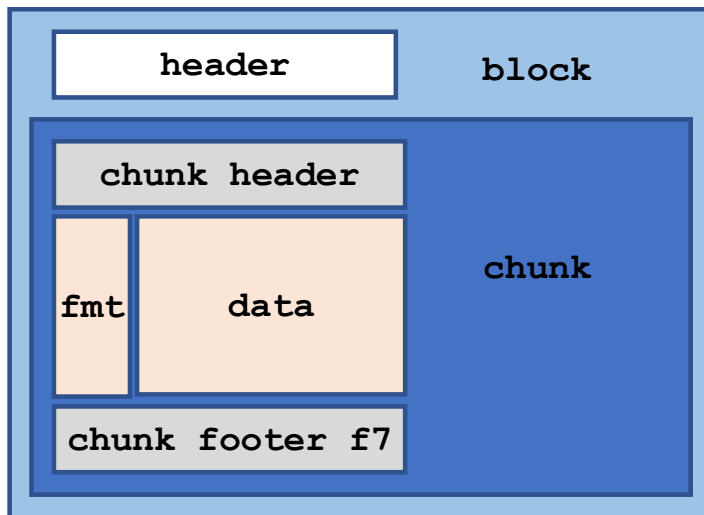 header
block
chunk header
chunk
fmt
data
chunk footer f7